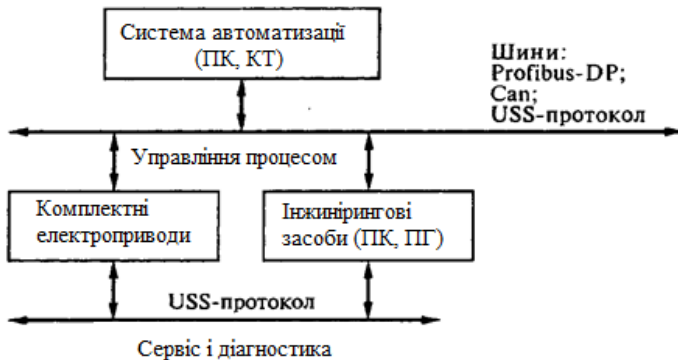 Система автоматизації
(ПК, КТ)
Шини:
Profibus-DP;
Can;
USS-протокол
Управління процесом
Комплектні
електроприводи
Інжинірингові
засоби (ПК, ПГ)
USS-протокол
Сервіс і діагностика